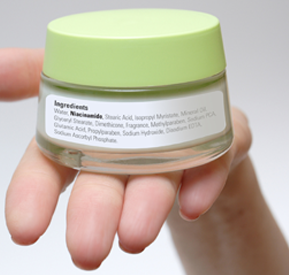 Ingredients
Water, Niacinamide, Stearic Acid, Isopropyl Myristate, Mineral Oil,
Glyceryl Stearate, Dimethicone, Fragrance, Methylparaben, Sodium PCA,
Glutamic Acid, Propylparaben, Sodium Hydroxide, Disodium EDTA,
Sodium Ascorbyl Phosphate.